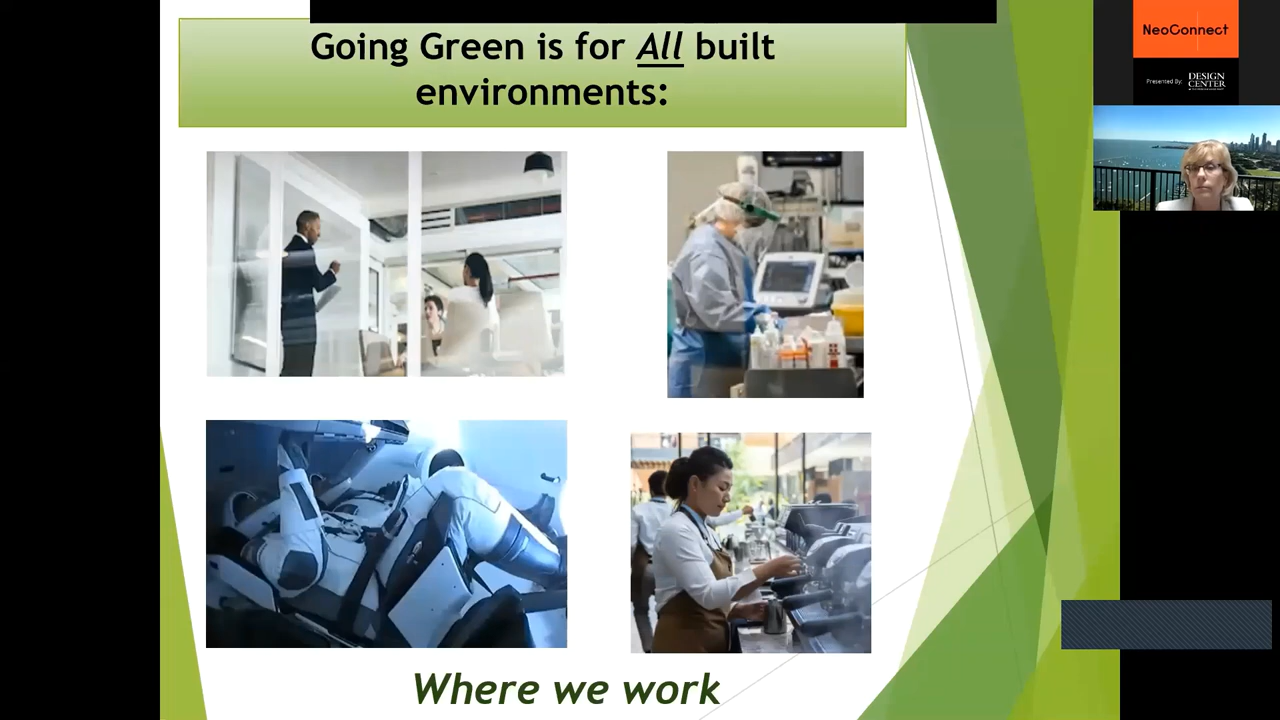 Going Green is for All built
environments:
NeoConnect
Presented By:
DESIGN
CENTER
Where we work